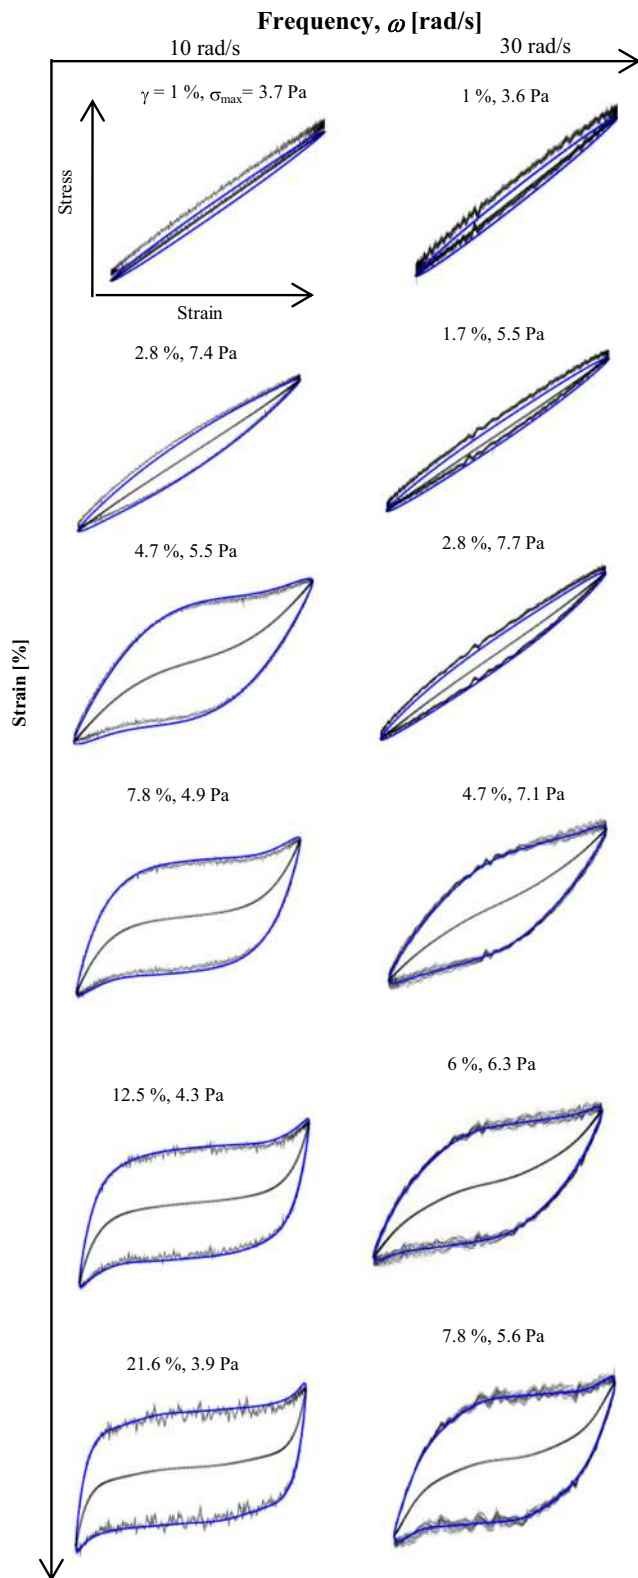 Frequency, ω [rad/s]
10 rad/s
30 rad/s
γ = 1 %, σmax= 3.7 Pa
1 %, 3.6 Pa
Stress
Strain
2.8 %, 7.4 Pa
1.7 %, 5.5 Pa
4.7 %, 5.5 Pa
2.8 %, 7.7 Pa
Strain [%]
7.8 %, 4.9 Pa
4.7 %, 7.1 Pa
12.5 %, 4.3 Pa
6 %, 6.3 Pa
21.6 %, 3.9 Pa
7.8 %, 5.6 Pa